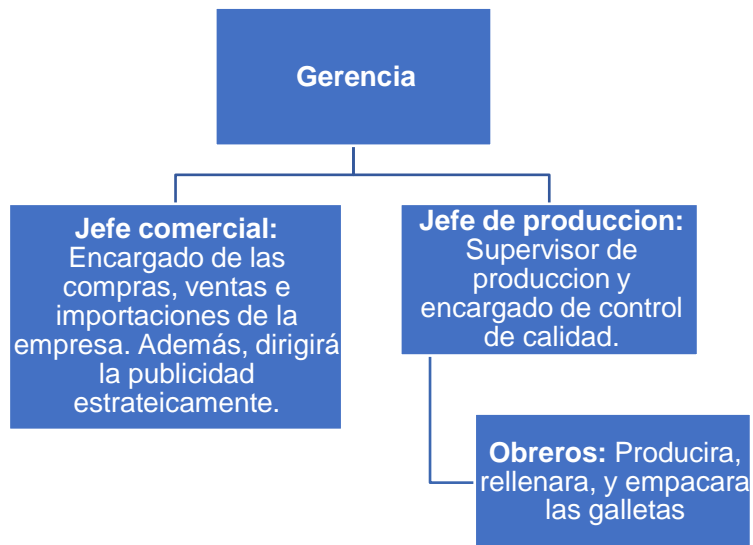 Gerencia
Jefe comercial:
Encargado de las
compras, ventas e
importaciones de la
empresa. Además, dirigirá
la publicidad
estrateicamente.
Jefe de produccion:
Supervisor de
produccion y
encargado de control
de calidad.
Obreros: Producira,
rellenara, y empacara
las galletas